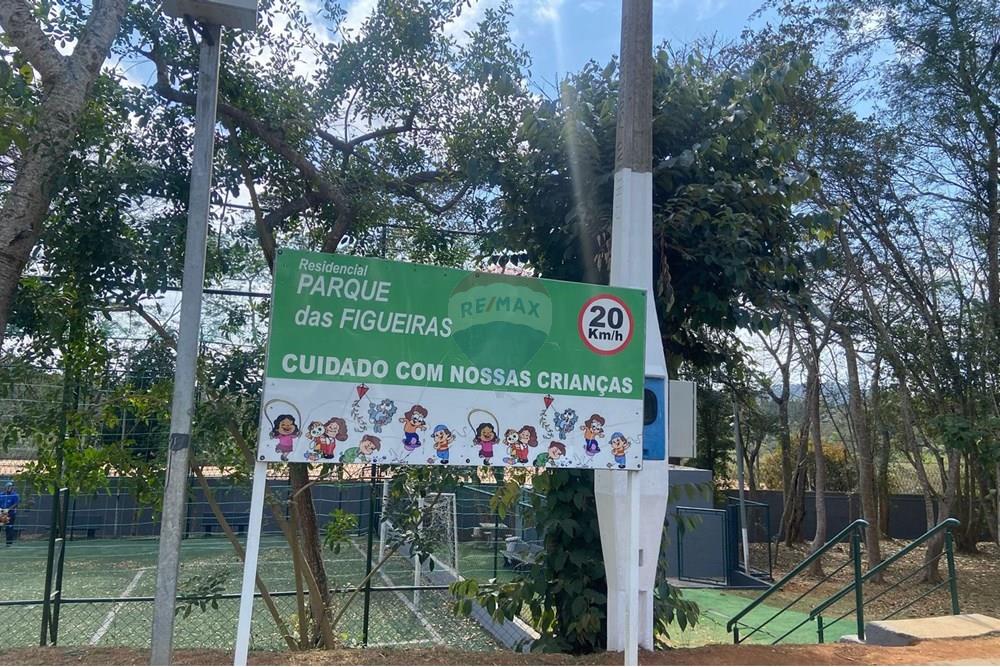 Residencial
PARQUE
das FIGUEIRAS
RE/MAX
20
Km/h
CUIDADO COM NOSSAS CRIANÇAS